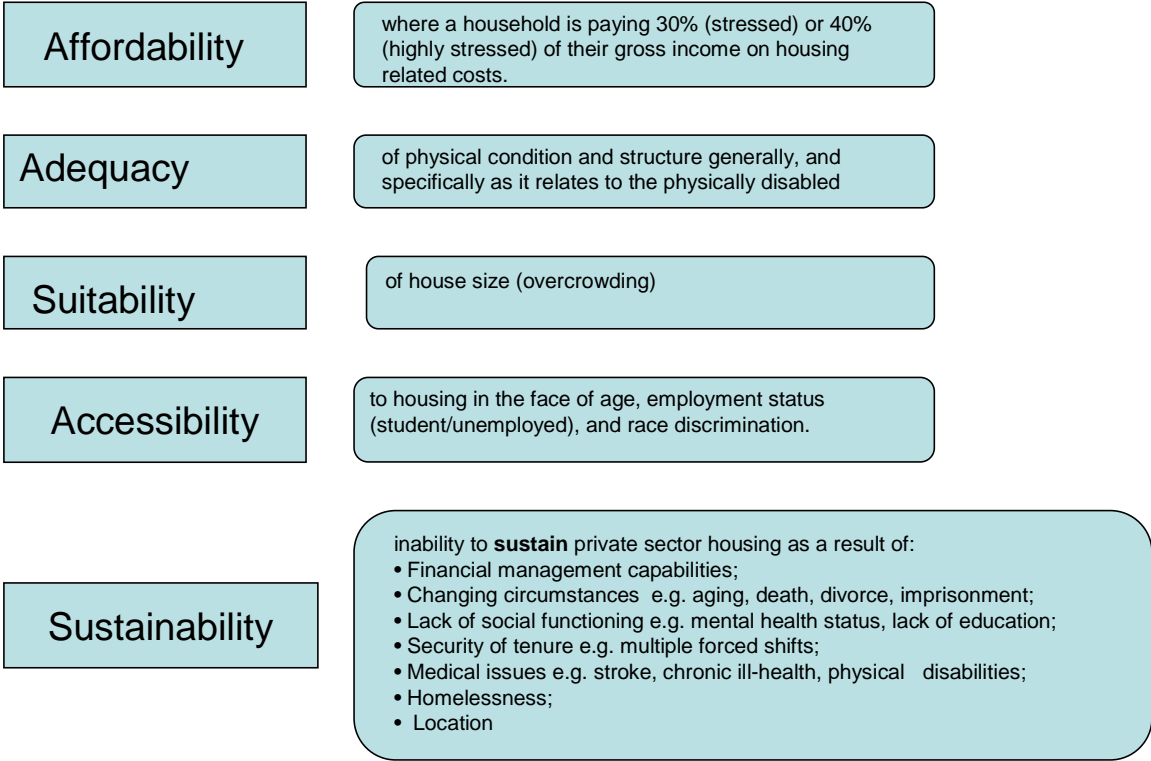 Affordability
where a household is paying 30% (stressed) or 40%
(highly stressed) of their gross income on housing
related costs.
Adequacy
of physical condition and structure generally, and
specifically as it relates to the physically disabled
Suitability
of house size (overcrowding)
Accessibility
to housing in the face of age, employment status
(student/unemployed), and race discrimination.
Sustainability
inability to sustain private sector housing as a result of:
• Financial management capabilities;
• Changing circumstances e.g. aging, death, divorce, imprisonment;
• Lack of social functioning e.g. mental health status, lack of education;
• Security of tenure e.g. multiple forced shifts;
• Medical issues e.g. stroke, chronic ill-health, physical disabilities;
• Homelessness;
• Location